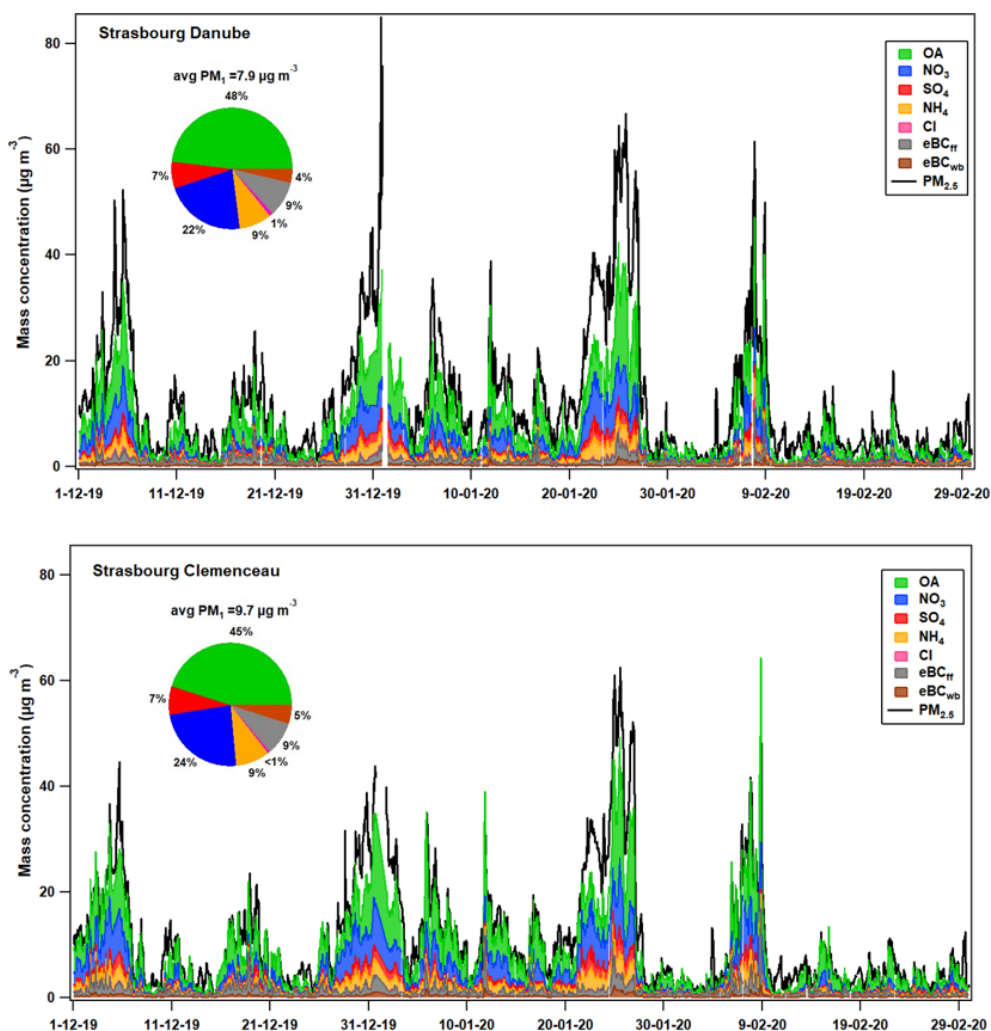 Strasbourg Danube
avg PM₁ =7.9 µg m⁻³
48%
7%
4%
9%
1%
9%
22%
OA
NO₃
SO₄
NH₄
Cl
eBC_ff
eBC_wb
PM₂.₅
Mass concentration (µg m⁻³)
80
60
40
20
0
1-12-19 11-12-19 21-12-19 31-12-19 10-01-20 20-01-20 30-01-20 9-02-20 19-02-20 29-02-20
Strasbourg Clemenceau
avg PM₁ =9.7 µg m⁻³
45%
7%
5%
9%
<1%
9%
24%
OA
NO₃
SO₄
NH₄
Cl
eBC_ff
eBC_wb
PM₂.₅
Mass concentration (µg m⁻³)
80
60
40
20
0
1-12-19 11-12-19 21-12-19 31-12-19 10-01-20 20-01-20 30-01-20 9-02-20 19-02-20 29-02-20